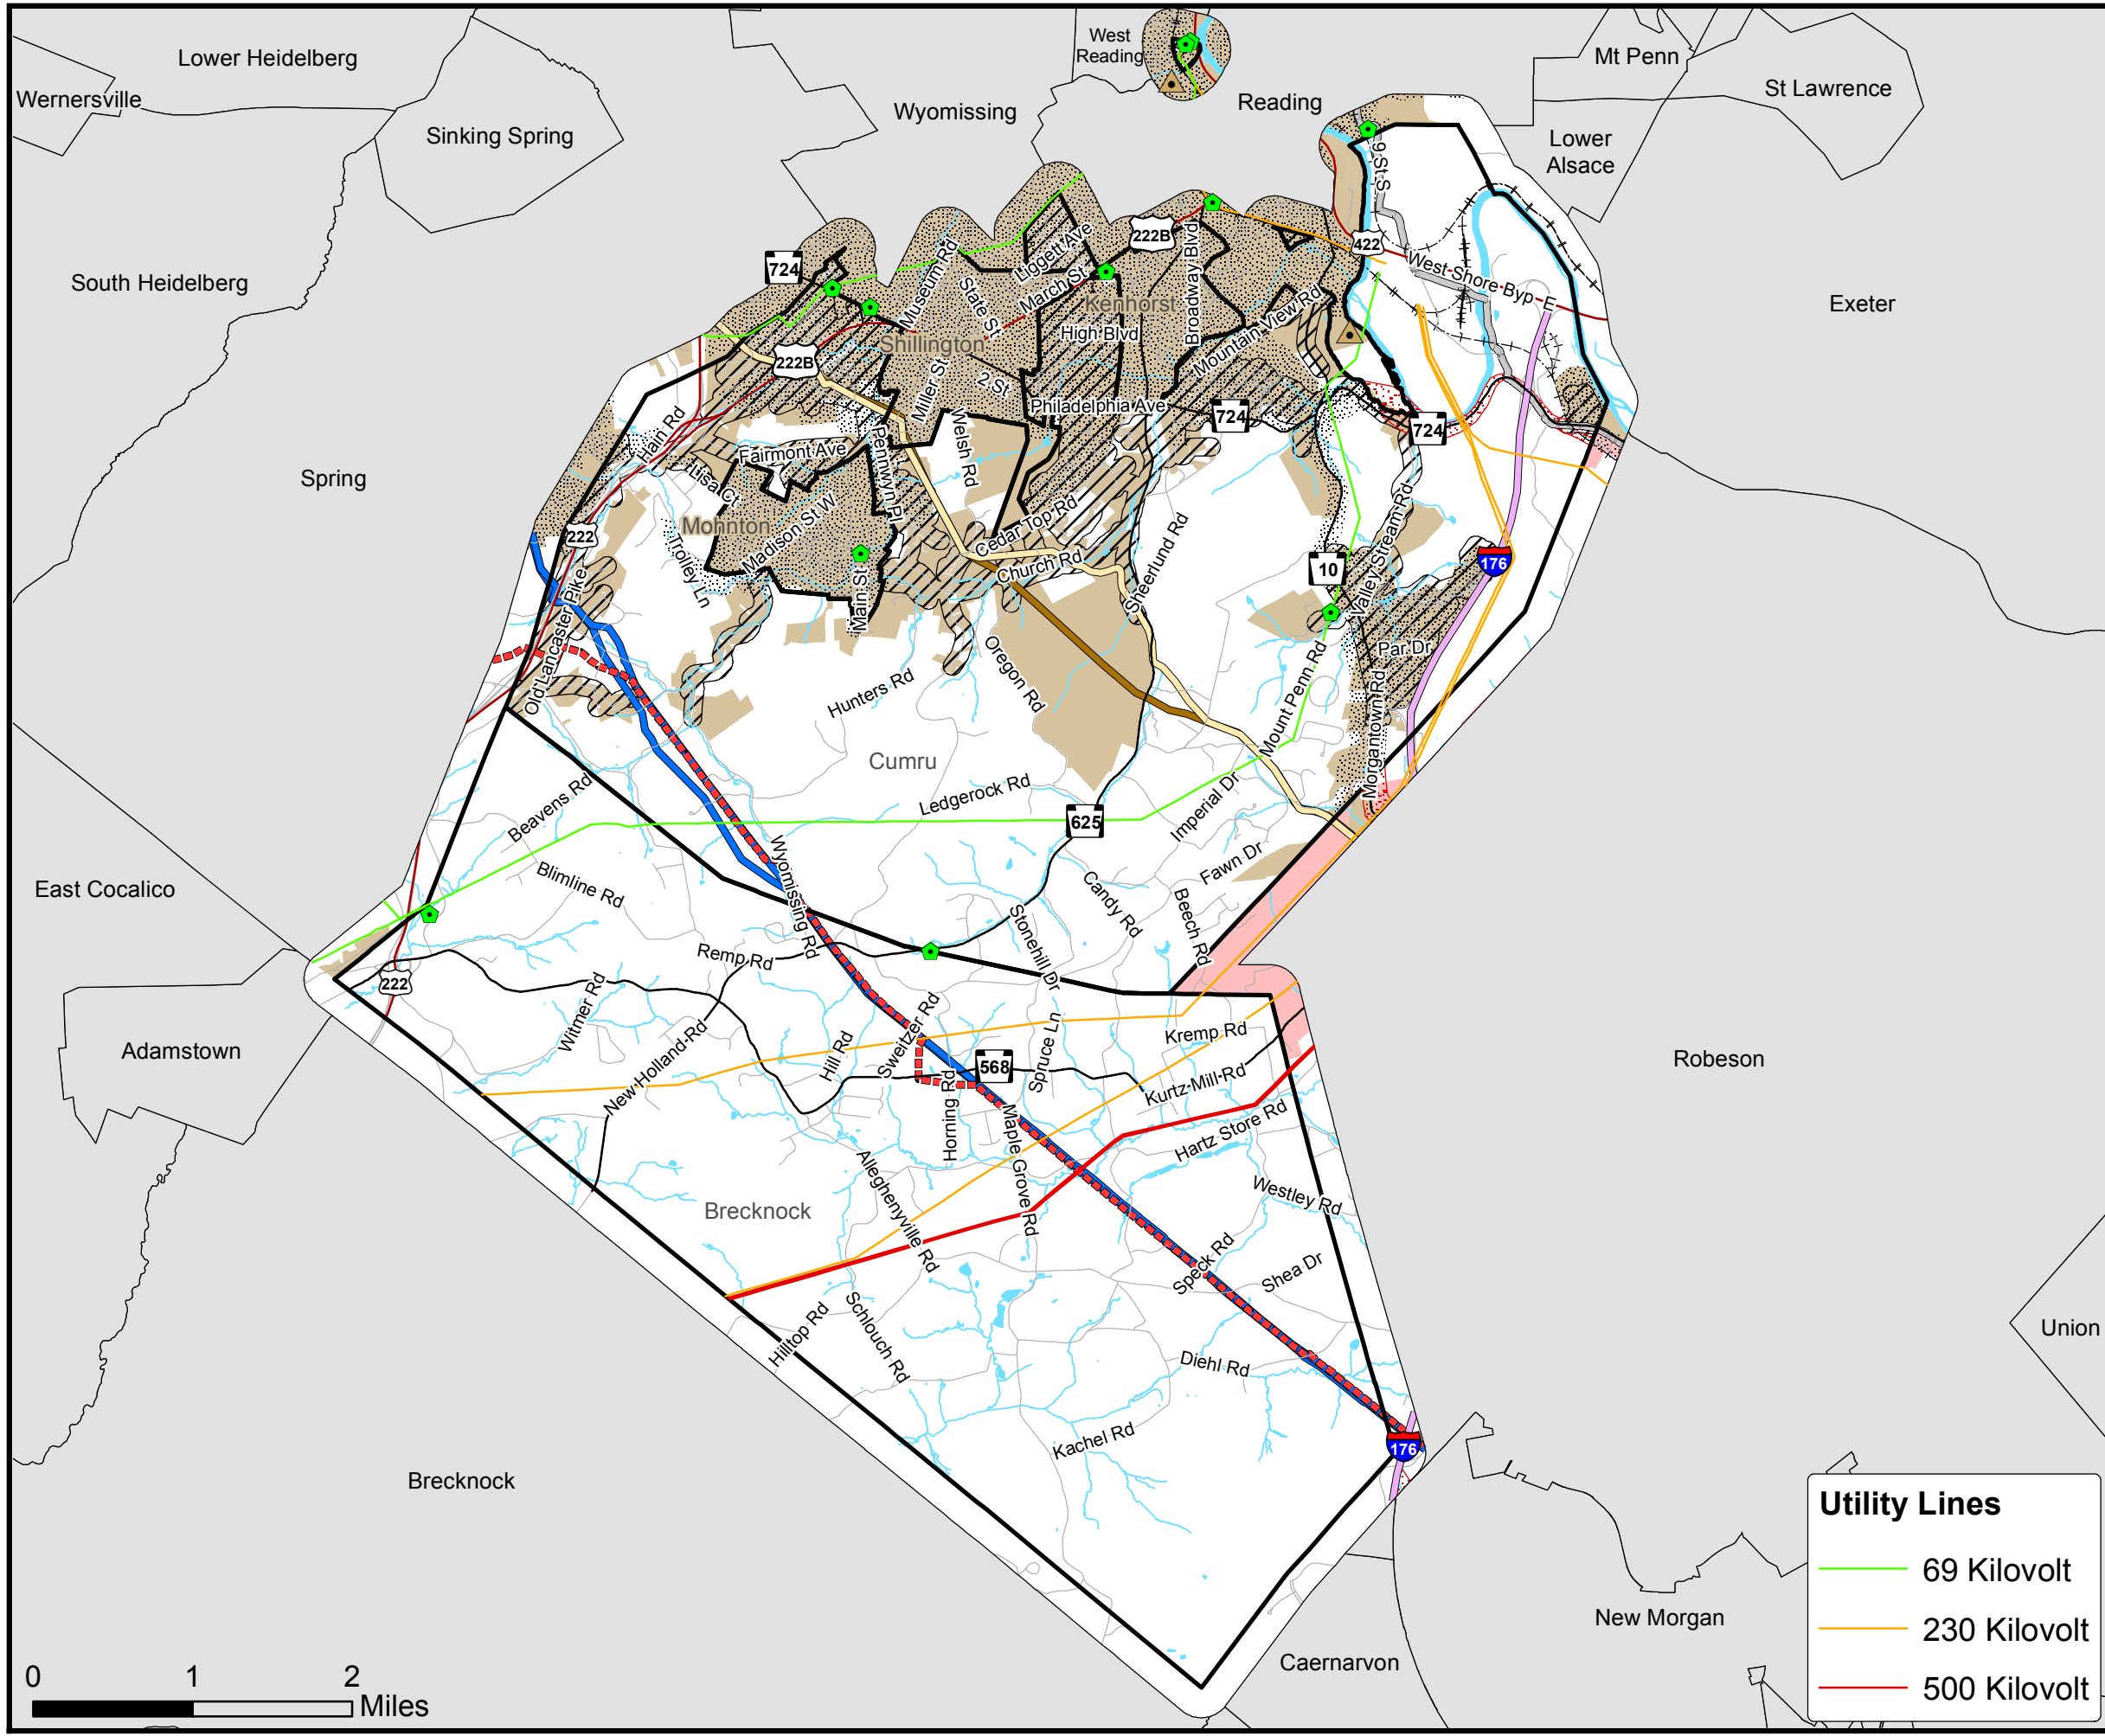 West
Reading
Mt Penn
Lower Heidelberg
St Lawrence
Wernersville
Reading
Wyomissing
Sinking Spring
Lower
Alsace
9 St S
222B
422
724
West Shore Byp E
South Heidelberg
Exeter
Museum Rd
Liggett Ave
State St
March St
Kenhorst
Broadway Blvd
High Blvd
Mountain View Rd
Shillington
222B
Miller St
2 St
Philadelphia Ave
724
724
Hain Rd
Welsh Rd
Fairmont Ave
Pennwyn Pl
Lisa Ct
Spring
Mohnton
Madison St W
Cedar Top Rd
222
Trolley Ln
Church Rd
Sheerlund Rd
Valley Stream Rd
10
176
Main St
Old Lancaster Pike
Par Dr
Oregon Rd
Hunters Rd
Mount Penn Rd
Morgantown Rd
Cumru
Ledgerock Rd
Beavens Rd
625
Imperial Dr
Fawn Dr
East Cocalico
Blimline Rd
Wyomissing Rd
Candy Rd
Beech Rd
Stonehill Dr
Remp Rd
222
Witmer Rd
Adamstown
New Holland Rd
Hill Rd
Sweitzer Rd
568
Spruce Ln
Kremp Rd
Kurtz Mill Rd
Robeson
Horning Rd
Maple Grove Rd
Hartz Store Rd
Alleghenyville Rd
Westley Rd
Brecknock
Speck Rd
Shea Dr
Hilltop Rd
Schlouch Rd
Diehl Rd
Union
Kachel Rd
176
Brecknock
Utility Lines
69 Kilovolt
230 Kilovolt
500 Kilovolt
New Morgan
Caernarvon
0 1 2
Miles